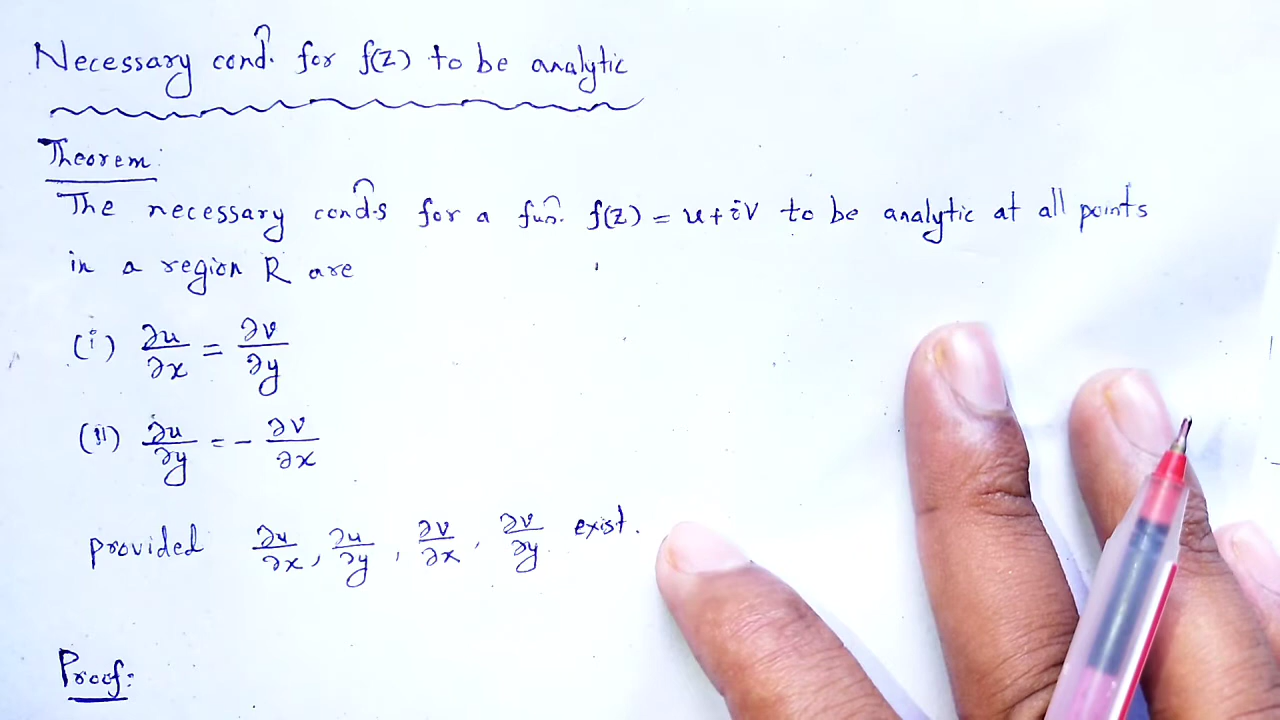 Necessary cond^n. for f(z) to be analytic
Theorem:
The necessary cond^n.s for a fun^n. f(z) = u+iv to be analytic at all points
in a region R are
(i) ∂u/∂x = ∂v/∂y
(ii) ∂u/∂y = - ∂v/∂x
provided ∂u/∂x, ∂u/∂y, ∂v/∂x, ∂v/∂y exist.
Proof: